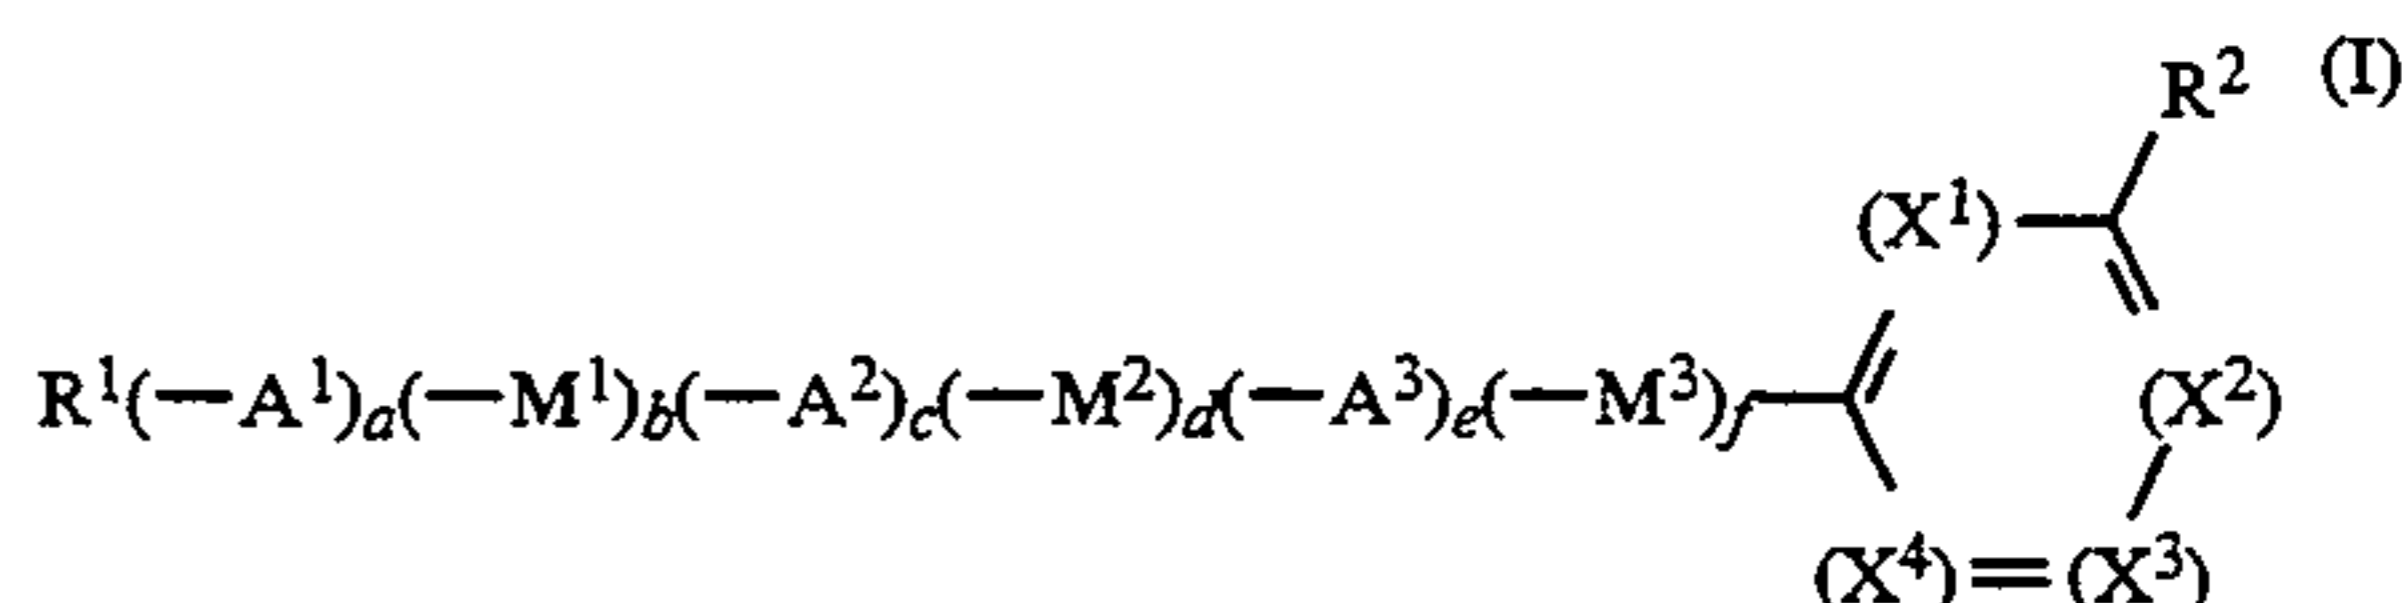 R² (I)
(X¹)
R¹(—A¹)a(—M¹)b(—A²)c(—M²)d(—A³)e(—M³)f
(X²)
(X⁴)=(X³)